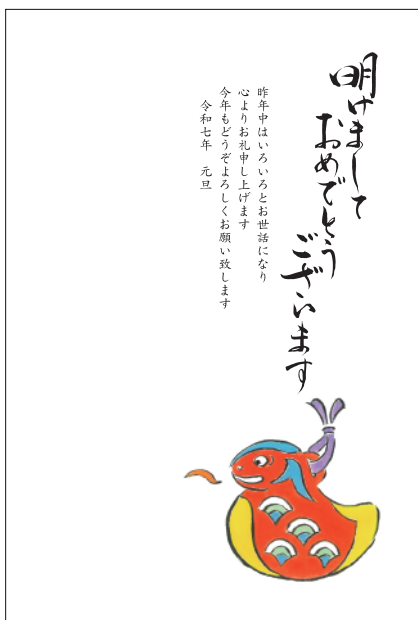 明けまして
おめでとう
ございます
昨年中はいろいろとお世話になり
心よりお礼申し上げます
今年もどうぞよろしくお願い致します
令和七年　元旦